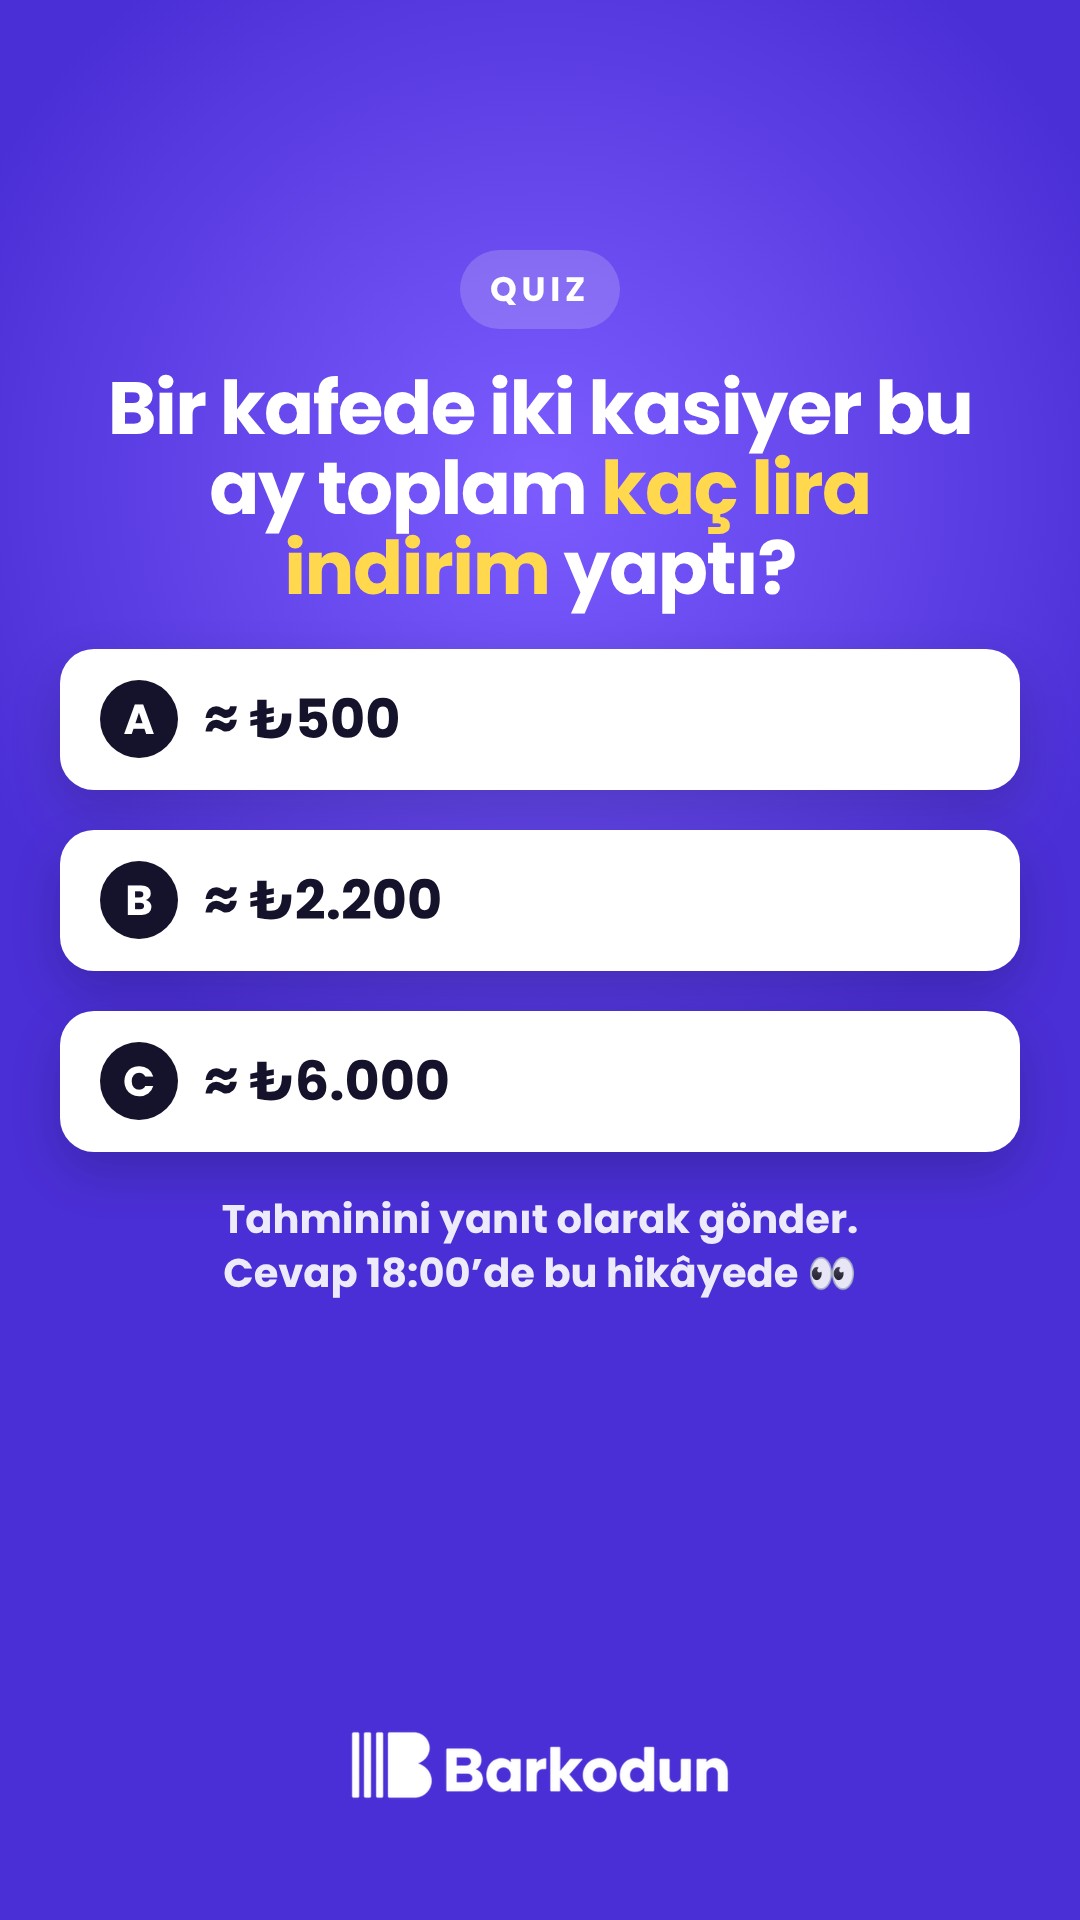 QUIZ
Bir kafede iki kasiyer bu
ay toplam kaç lira
indirim yaptı?
A ≈ ₺500
B ≈ ₺2.200
C ≈ ₺6.000
Tahminini yanıt olarak gönder.
Cevap 18:00’de bu hikâyede 👀
Barkodun